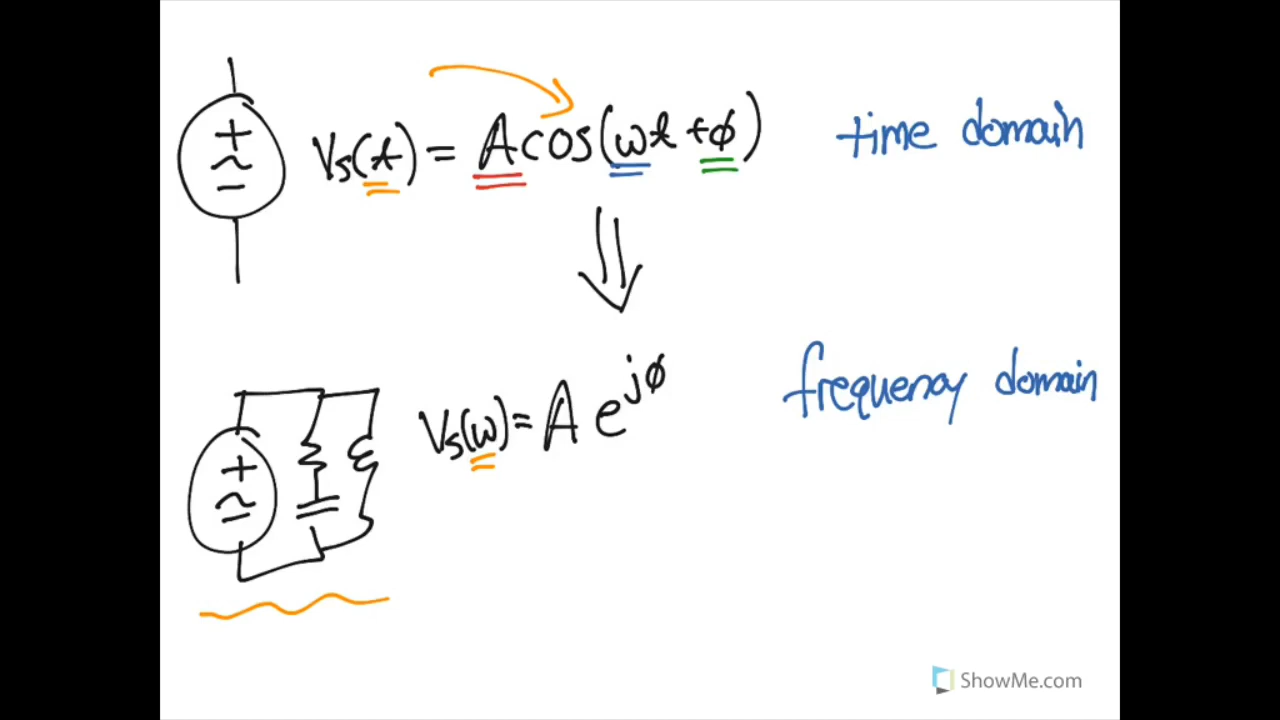 Vs(t) = A cos(ωt + φ) time domain
Vs(ω) = A e^jφ frequency domain
ShowMe.com